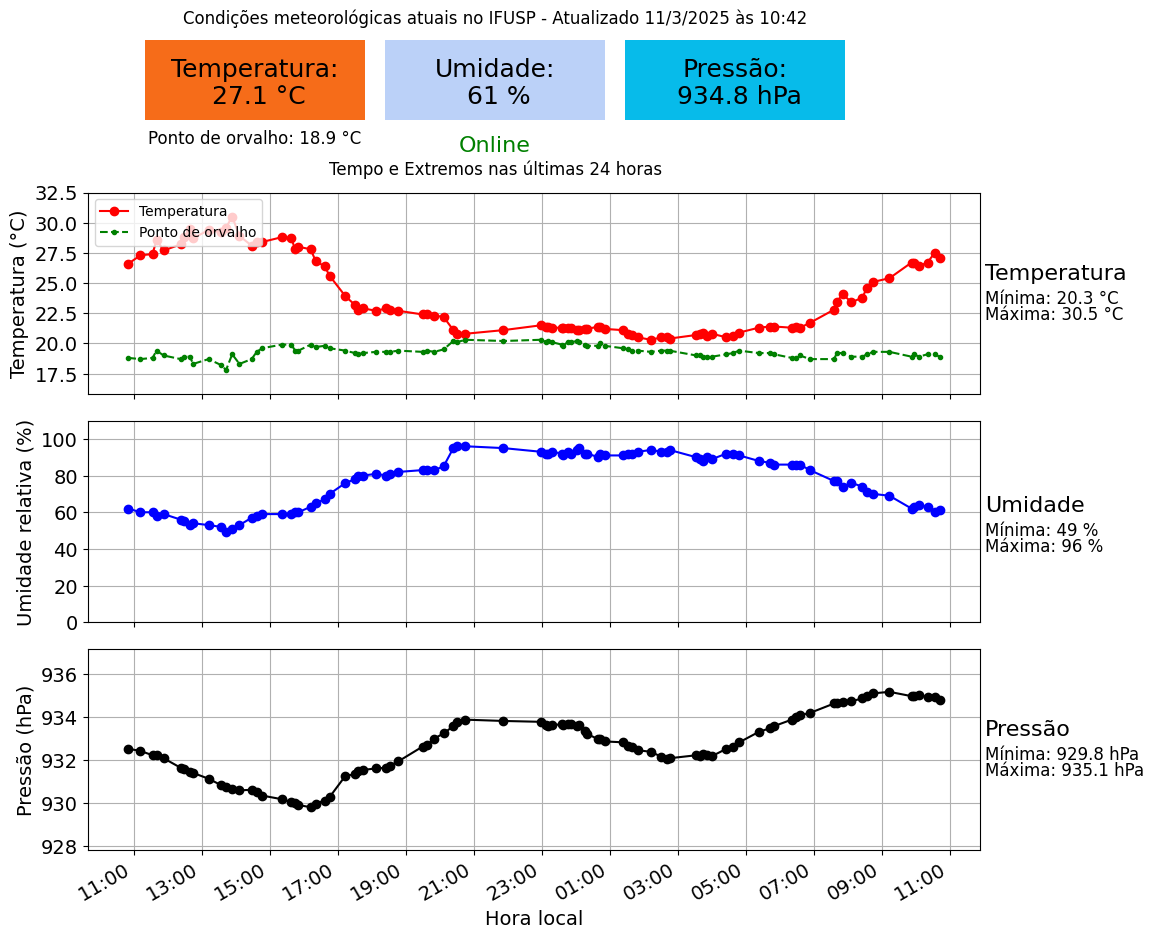 Condições meteorológicas atuais no IFUSP - Atualizado 11/3/2025 às 10:42
Temperatura:
27.1 °C
Umidade:
61 %
Pressão:
934.8 hPa
Ponto de orvalho: 18.9 °C
Online
Tempo e Extremos nas últimas 24 horas
Temperatura (°C)
32.5
30.0
27.5
25.0
22.5
20.0
17.5
Temperatura
Ponto de orvalho
Temperatura
Mínima: 20.3 °C
Máxima: 30.5 °C
Umidade relativa (%)
100
80
60
40
20
0
Umidade
Mínima: 49 %
Máxima: 96 %
Pressão (hPa)
936
934
932
930
928
Pressão
Mínima: 929.8 hPa
Máxima: 935.1 hPa
11:00 13:00 15:00 17:00 19:00 21:00 23:00 01:00 03:00 05:00 07:00 09:00 11:00
Hora local